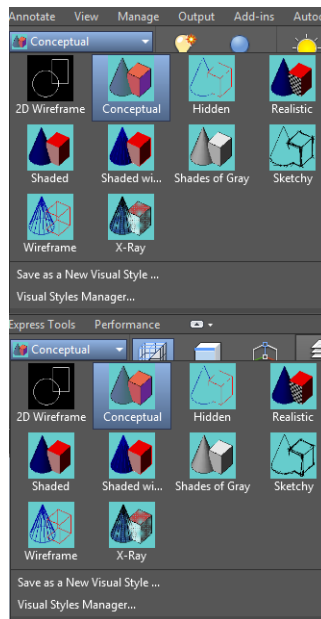 Annotate View Manage Output Add-ins Autod
Conceptual
2D Wireframe Conceptual Hidden Realistic
Shaded Shaded wi... Shades of Gray Sketchy
Wireframe X-Ray
Save as a New Visual Style ...
Visual Styles Manager...
Express Tools Performance
Conceptual
2D Wireframe Conceptual Hidden Realistic
Shaded Shaded wi... Shades of Gray Sketchy
Wireframe X-Ray
Save as a New Visual Style ...
Visual Styles Manager...